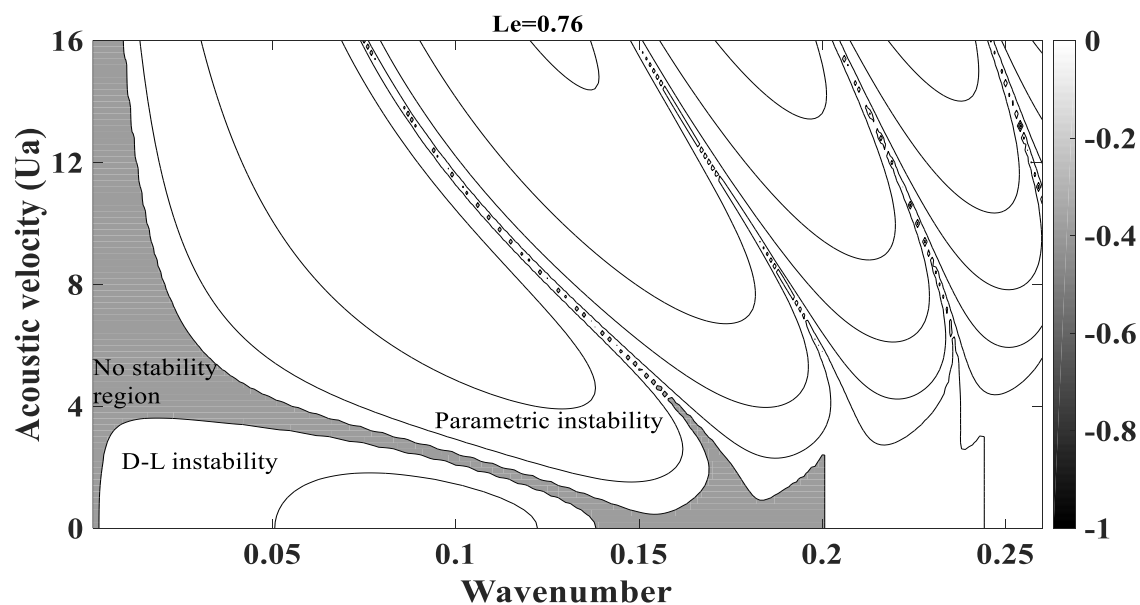 Le=0.76
16
12
8
4
0
Acoustic velocity (Ua)
No stability
region
Parametric instability
D-L instability
0.05
0.1
0.15
0.2
0.25
Wavenumber
0
-0.2
-0.4
-0.6
-0.8
-1